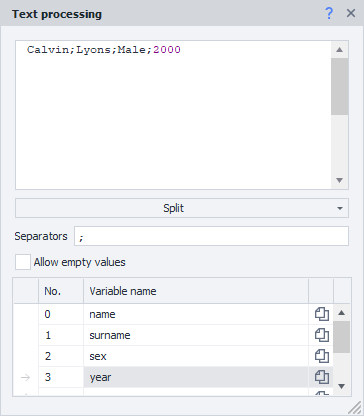 Text processing
Calvin;Lyons;Male;2000
Split
Separators ;
Allow empty values
No. Variable name
0 name
1 surname
2 sex
3 year